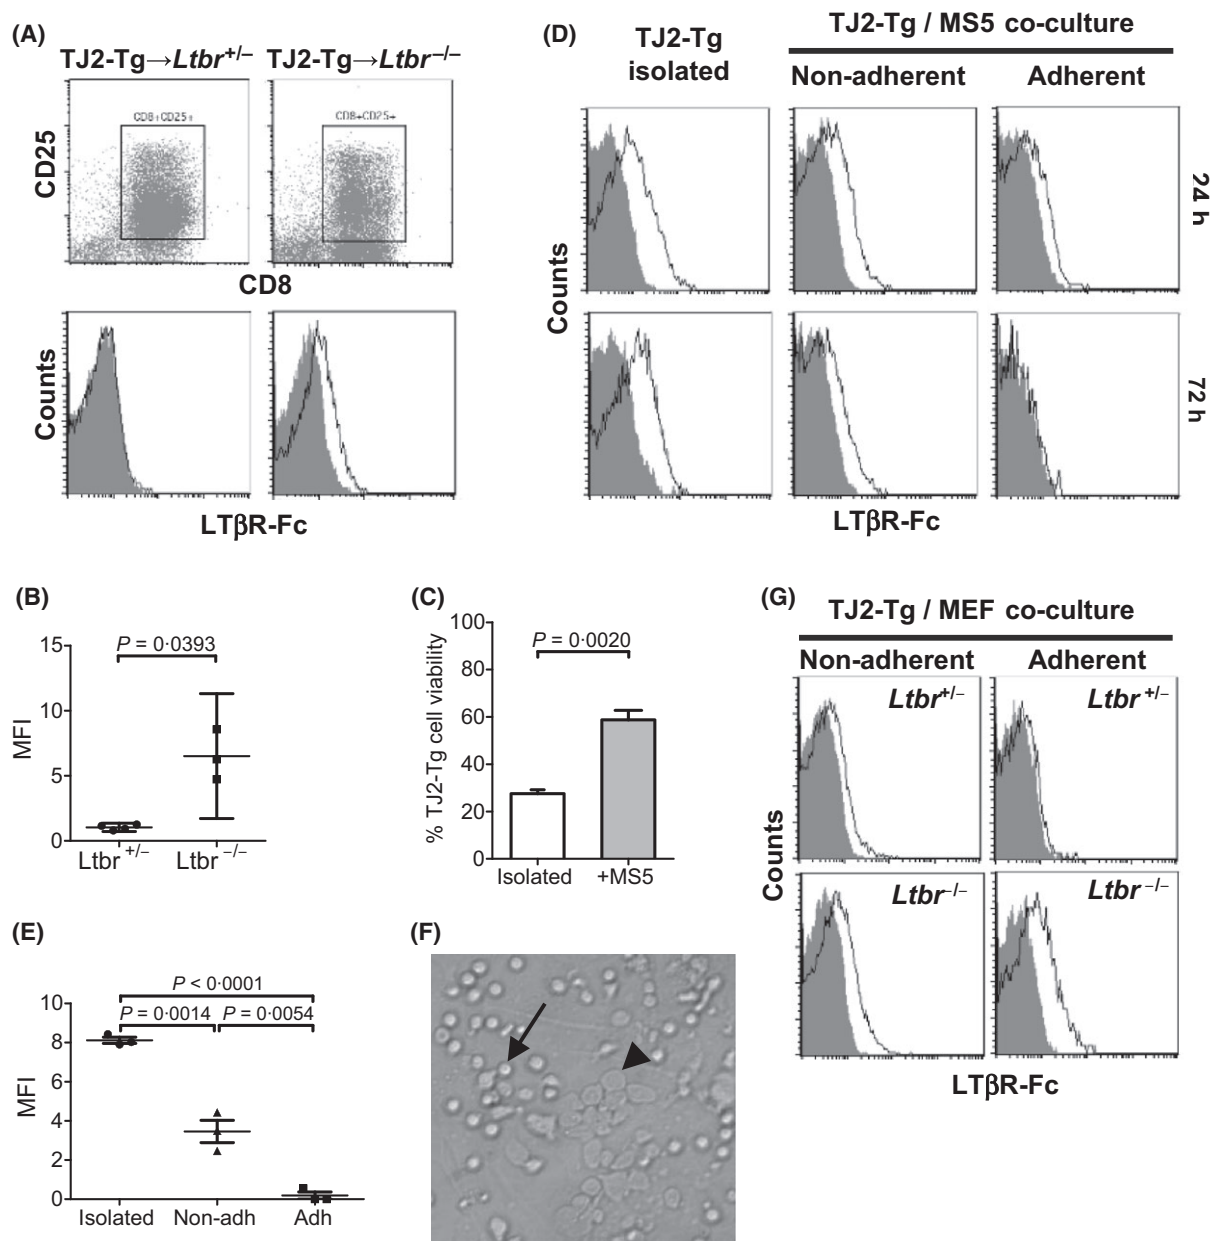 (A)
TJ2-Tg→Ltbr+/– TJ2-Tg→Ltbr–/–
CD25
CD8+CD25+
CD8+CD25+
CD8
Counts
LTβR-Fc
(D)
TJ2-Tg
isolated
TJ2-Tg / MS5 co-culture
Non-adherent
Adherent
24 h
Counts
72 h
LTβR-Fc
(B)
P = 0·0393
MFI
15
10
5
0
Ltbr +/–
Ltbr –/–
(C)
P = 0·0020
% TJ2-Tg cell viability
100
80
60
40
20
0
Isolated
+MS5
(G)
TJ2-Tg / MEF co-culture
Non-adherent
Adherent
Ltbr+/–
Ltbr +/–
Counts
Ltbr–/–
Ltbr –/–
LTβR-Fc
(E)
P < 0·0001
P = 0·0014
P = 0·0054
MFI
10
8
6
4
2
0
Isolated
Non-adh
Adh
(F)